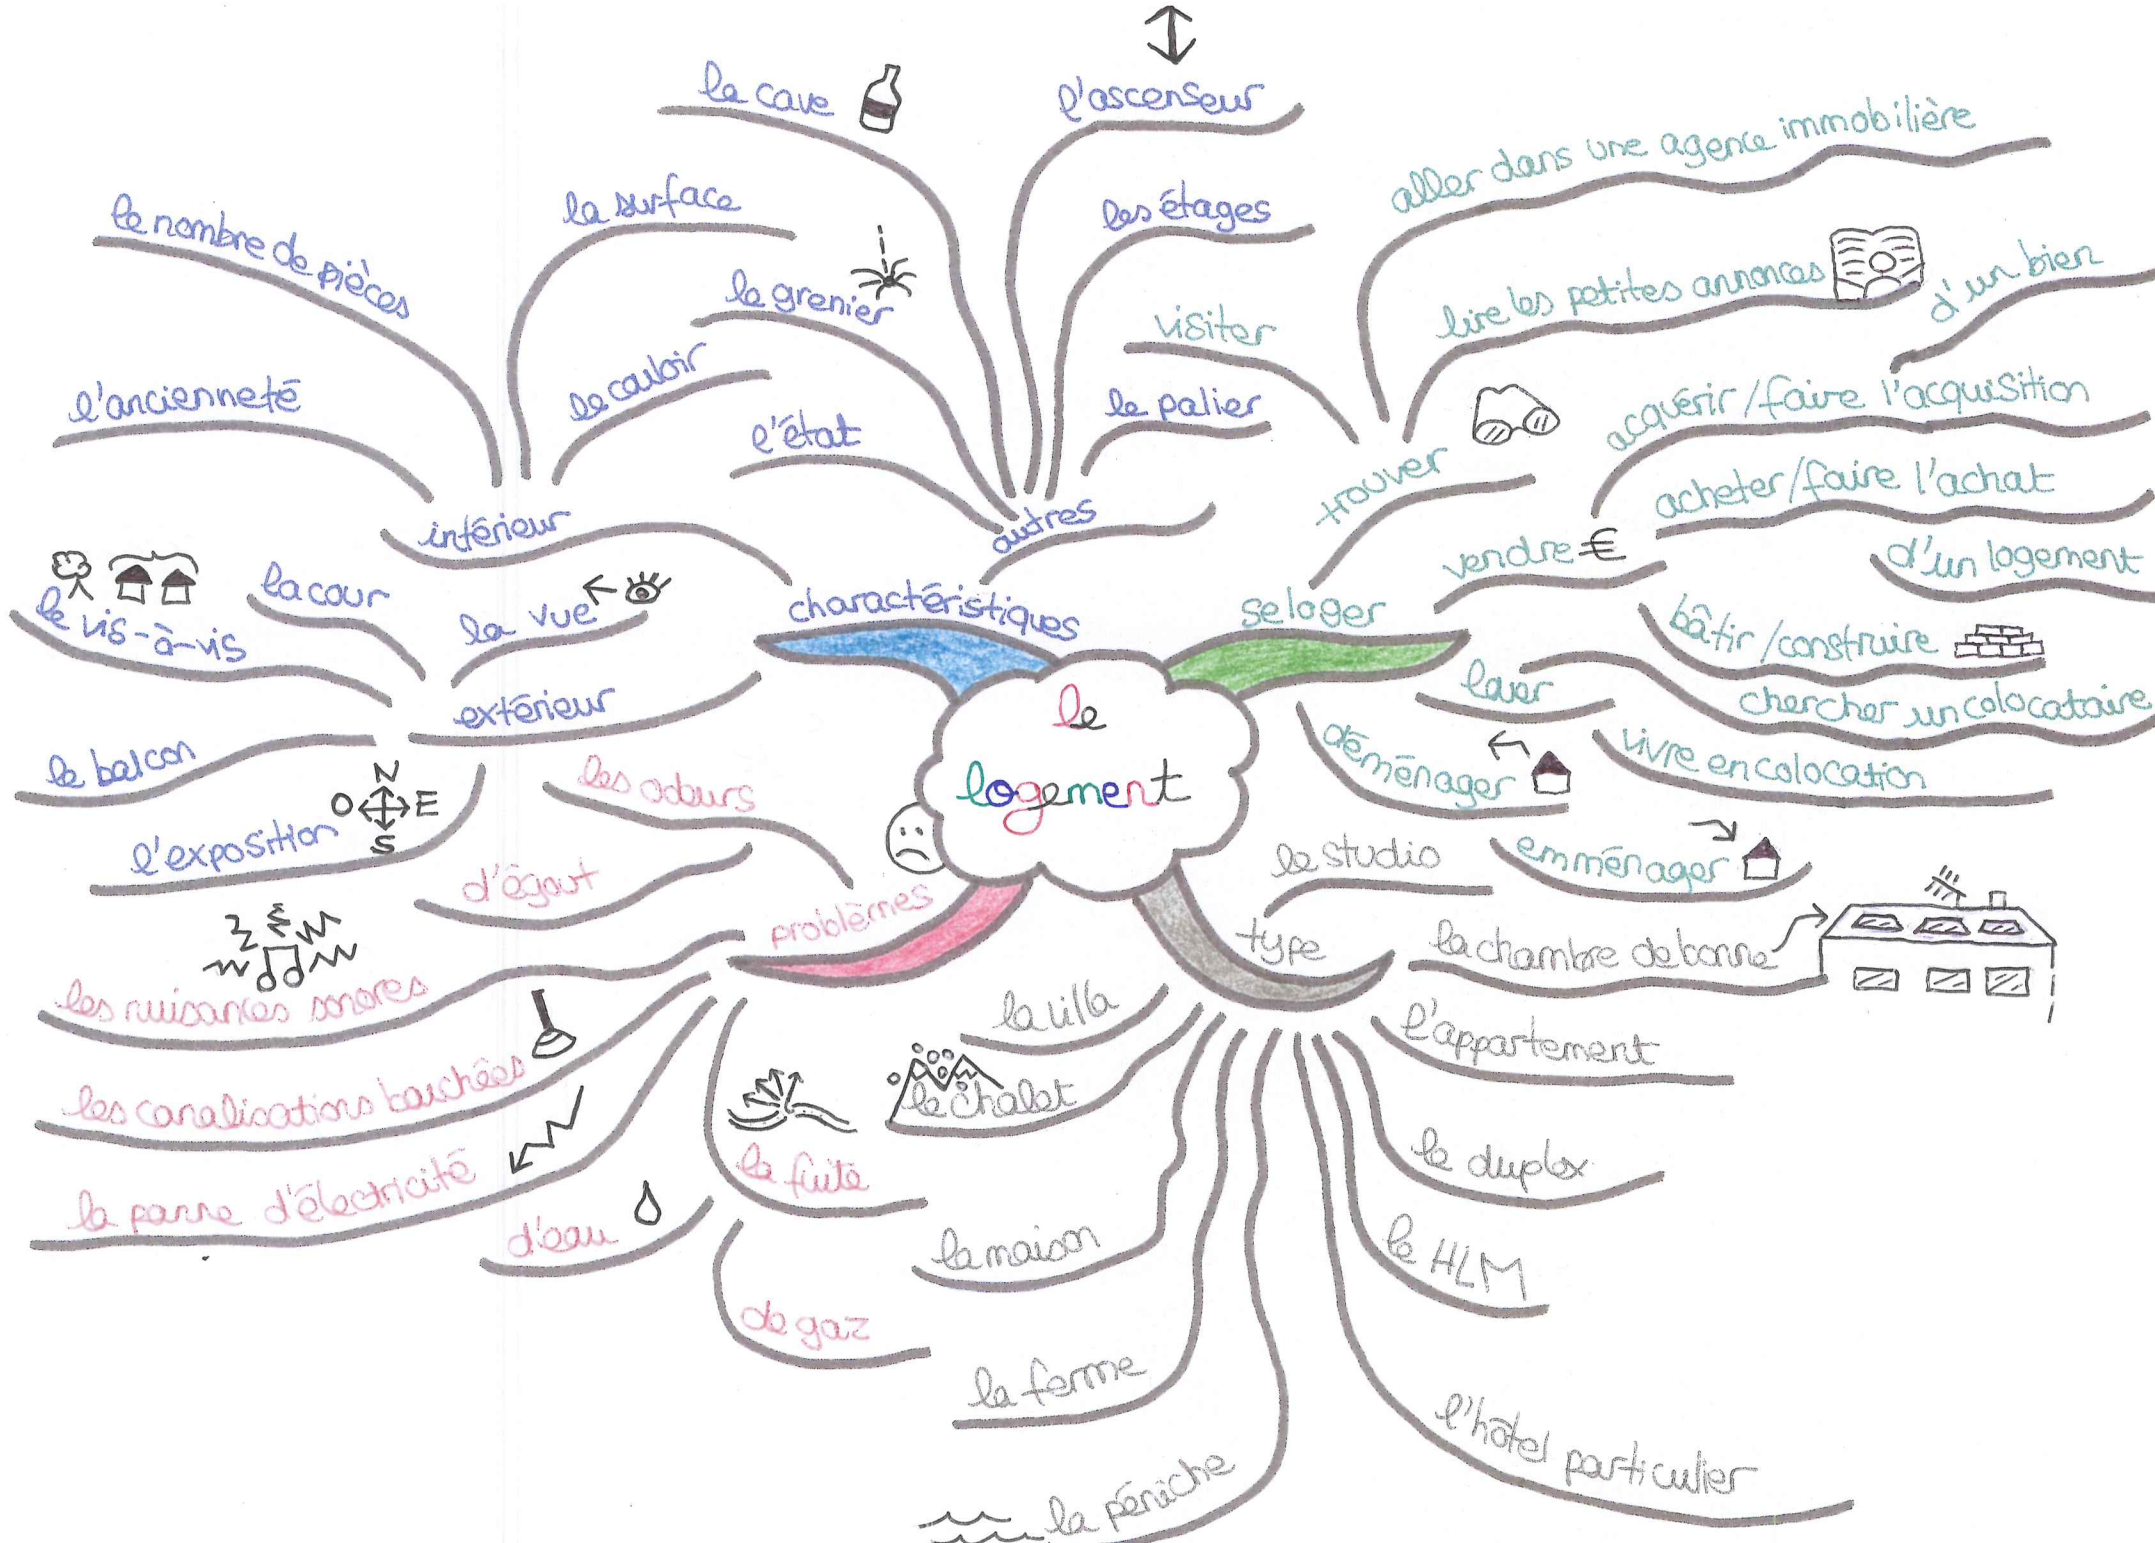 le
logement
charactéristiques
intérieur
l'ancienneté
le nombre de pièces
la surface
le couloir
extérieur
la vue
la cour
le vis-à-vis
le balcon
l'exposition
N
O
E
S
autres
l'état
le grenier
la cave
l'ascenseur
les étages
le palier
se loger
trouver
visiter
aller dans une agence immobilière
lire les petites annonces
vendre €
acquérir/faire l'acquisition
d'un bien
acheter/faire l'achat
d'un logement
bâtir/construire
louer
chercher un colocataire
vivre en colocation
déménager
emménager
type
le studio
la chambre de bonne
l'appartement
le duplex
le HLM
l'hôtel particulier
la péniche
la ferme
la maison
le chalet
la villa
problèmes
les odeurs
d'égout
les nuisances sonores
les canalisations bouchées
la panne d'électricité
la fuite
d'eau
de gaz